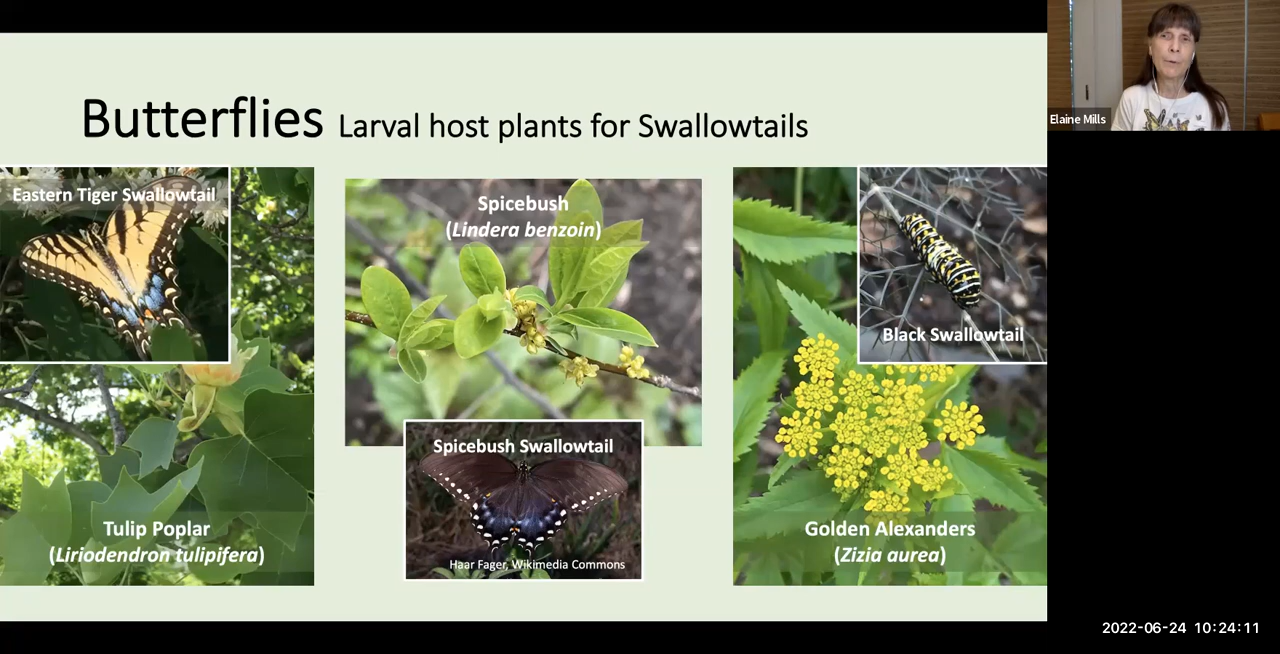 Elaine Mills
Butterflies Larval host plants for Swallowtails
Eastern Tiger Swallowtail
Tulip Poplar
(Liriodendron tulipifera)
Spicebush
(Lindera benzoin)
Spicebush Swallowtail
Haar Fager, Wikimedia Commons
Black Swallowtail
Golden Alexanders
(Zizia aurea)
2022-06-24 10:24:11